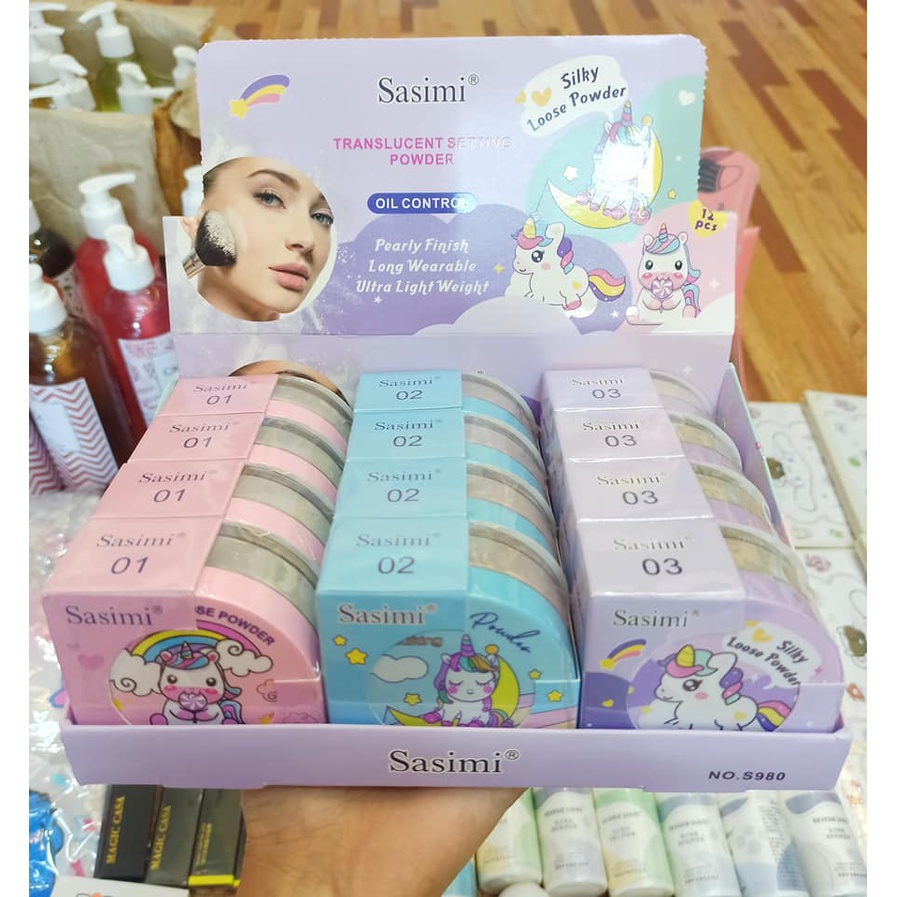 Sasimi®
Silky
Loose Powder
TRANSLUCENT SETTING
POWDER
OIL CONTROL
Pearly Finish
Long Wearable
Ultra Light Weight
12
pcs
Sasimi®
01
Sasimi®
02
Sasimi®
03
Sasimi®
01
Sasimi®
02
Sasimi®
03
Sasimi®
01
Sasimi®
02
Sasimi®
03
Sasimi®
01
Sasimi®
02
Sasimi®
03
Sasimi®
SE POWDER
Sasimi®
Powder
Sasimi®
Silky
Loose Powder
Sasimi®
NO.S980
MAGIC CASA
MAGIC CASA